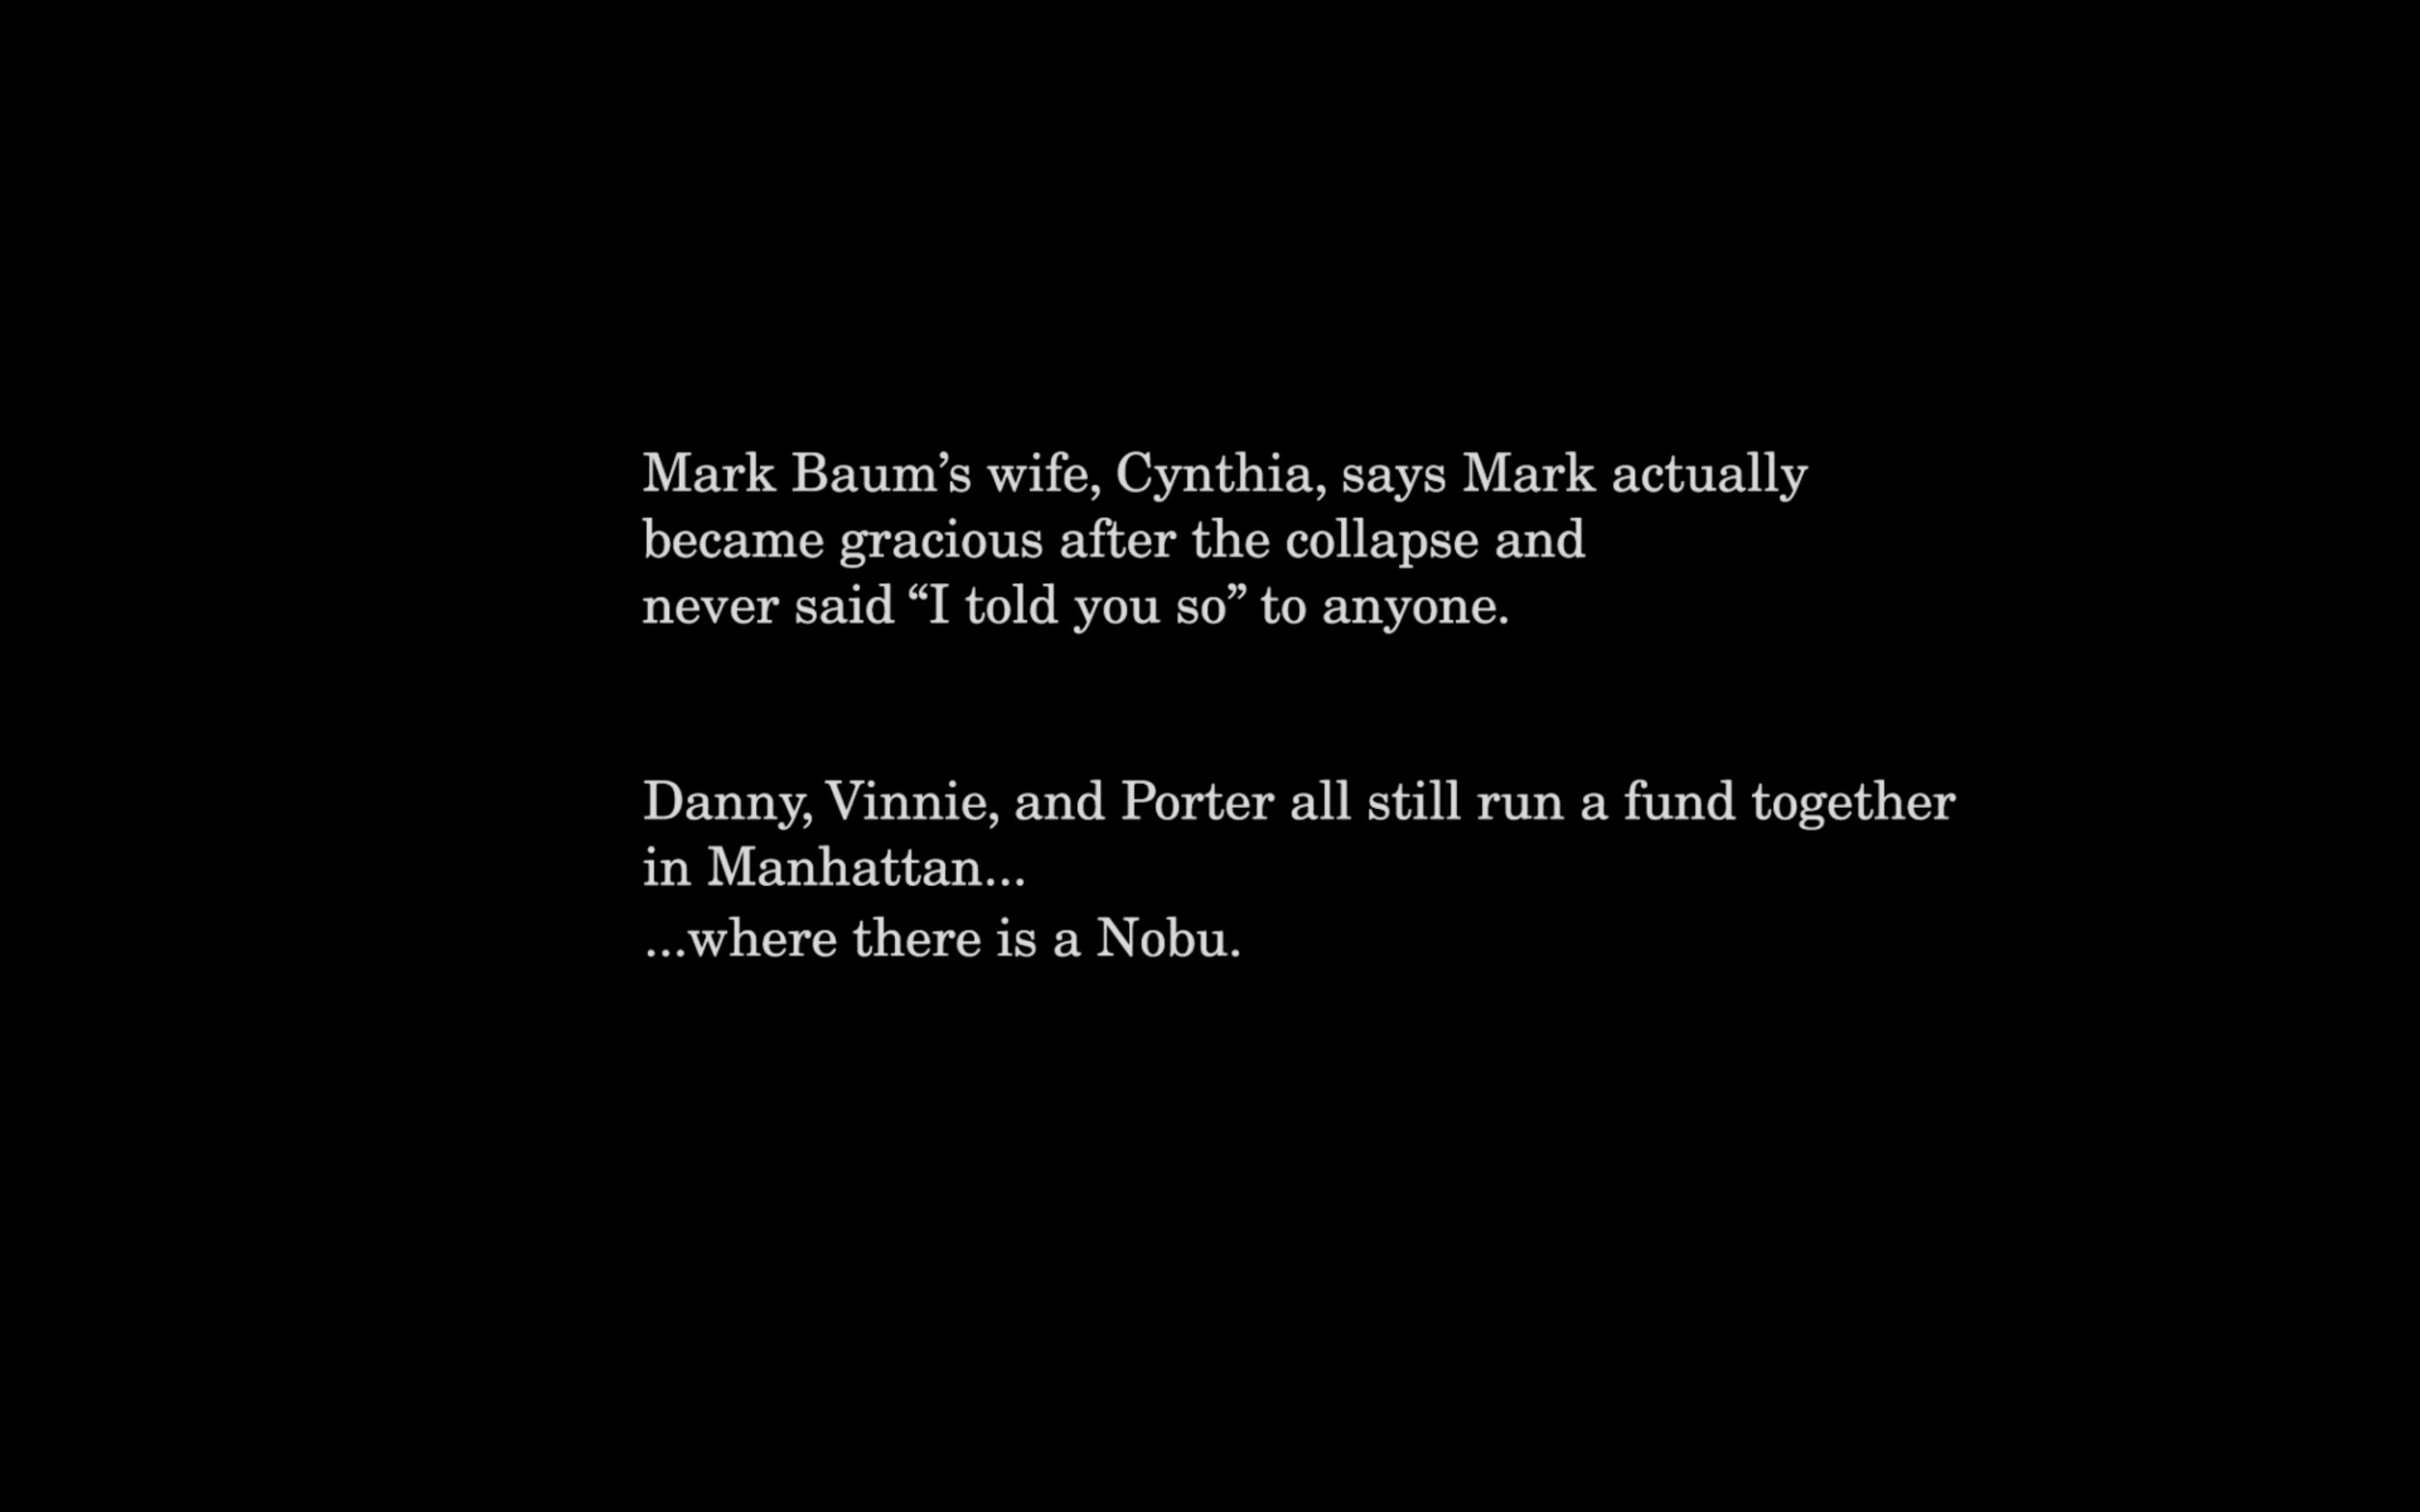 Mark Baum’s wife, Cynthia, says Mark actually
became gracious after the collapse and
never said “I told you so” to anyone.
Danny, Vinnie, and Porter all still run a fund together
in Manhattan...
...where there is a Nobu.